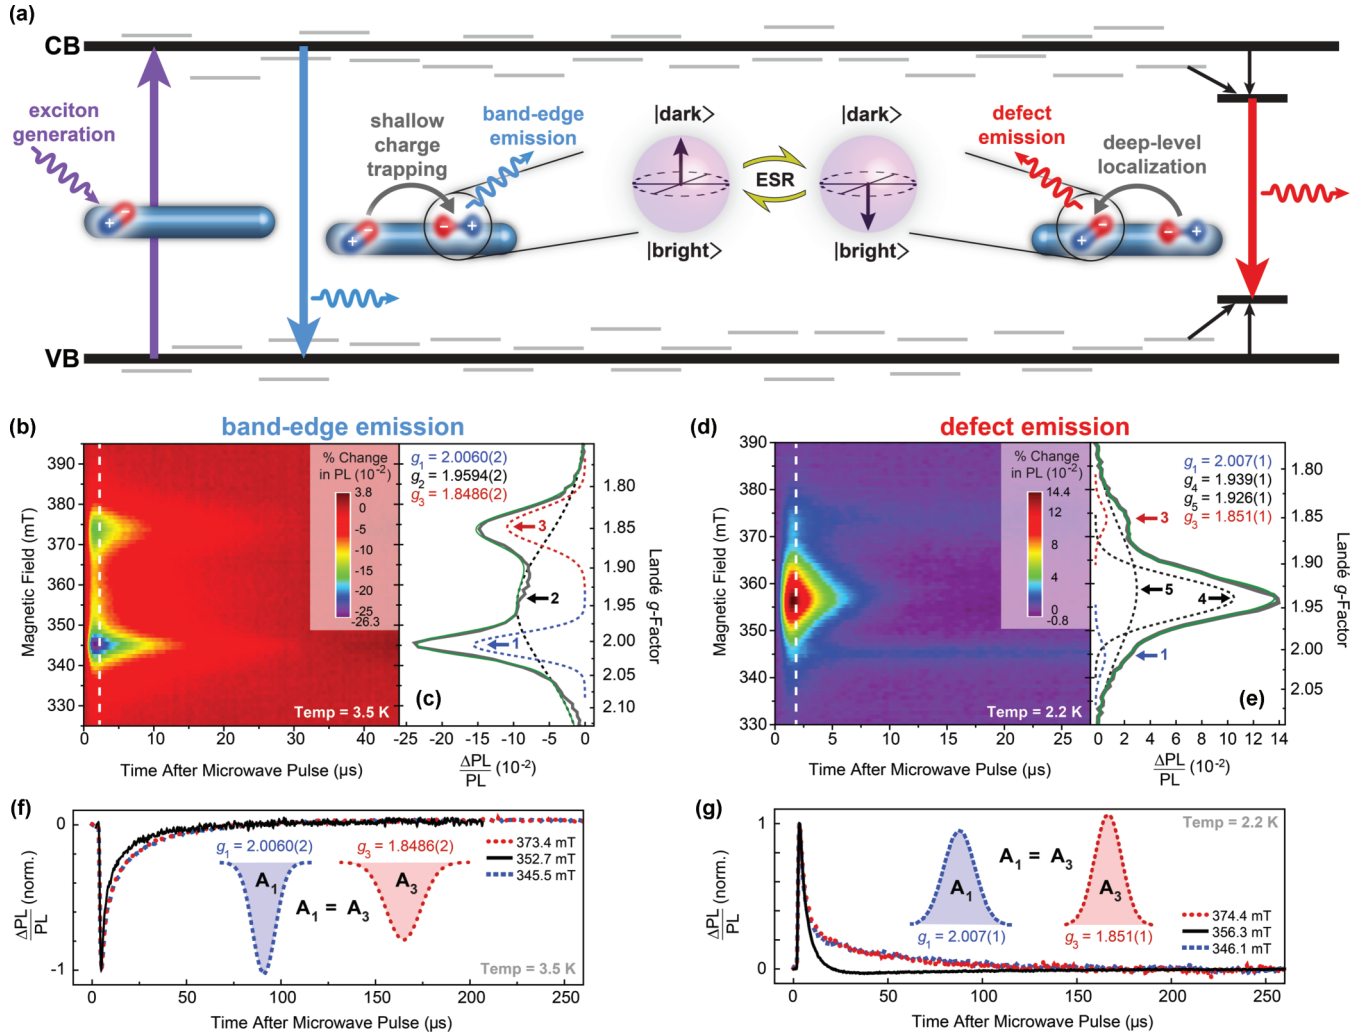 (a)
CB
exciton
generation
shallow
charge
trapping
band-edge
emission
|dark>
|dark>
ESR
|bright>
|bright>
defect
emission
deep-level
localization
+
−
+
−
−
+
+
−
−
+
VB
(b)
band-edge emission
Magnetic Field (mT)
390
380
370
360
350
340
330
% Change
in PL (10⁻²)
3.8
0
-5
-10
-15
-20
-25
-26.3
Temp = 3.5 K
0
10
20
30
40
Time After Microwave Pulse (µs)
g₁ = 2.0060(2)
g₂ = 1.9594(2)
g₃ = 1.8486(2)
3
2
1
(c)
1.80
1.85
1.90
1.95
2.00
2.05
2.10
Landé g-Factor
-25
-20
-15
-10
-5
0
ΔPL
PL
(10⁻²)
(d)
defect emission
Magnetic Field (mT)
390
380
370
360
350
340
330
% Change
in PL (10⁻²)
14.4
12
8
4
0
-0.8
Temp = 2.2 K
0
5
10
15
20
25
Time After Microwave Pulse (µs)
g₁ = 2.007(1)
g₄ = 1.939(1)
g₅ = 1.926(1)
g₃ = 1.851(1)
3
5
4
1
(e)
1.80
1.85
1.90
1.95
2.00
2.05
Landé g-Factor
0
2
4
6
8
10
12
14
ΔPL
PL
(10⁻²)
(f)
ΔPL
PL
(norm.)
0
-1
g₁ = 2.0060(2)
g₃ = 1.8486(2)
A₁
A₃
A₁ = A₃
373.4 mT
352.7 mT
345.5 mT
Temp = 3.5 K
0
50
100
150
200
250
Time After Microwave Pulse (µs)
(g)
ΔPL
PL
(norm.)
1
0
Temp = 2.2 K
A₁ = A₃
A₁
A₃
g₁ = 2.007(1)
g₃ = 1.851(1)
374.4 mT
356.3 mT
346.1 mT
0
50
100
150
200
250
Time After Microwave Pulse (µs)